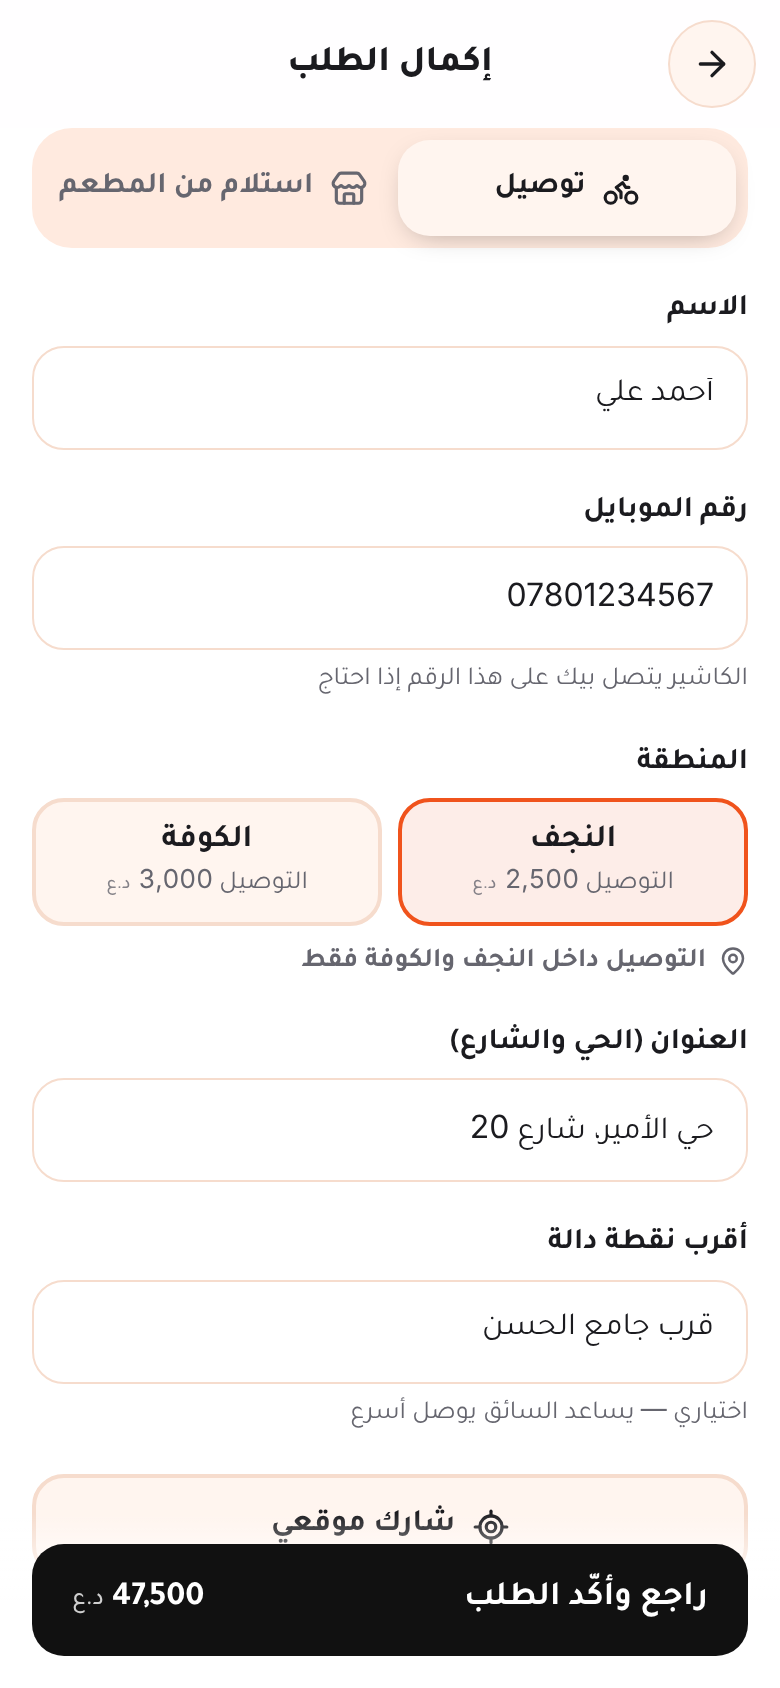 إكمال الطلب
توصيل
استلام من المطعم
الاسم
أحمد علي
رقم الموبايل
07801234567
الكاشير يتصل بيك على هذا الرقم إذا احتاج
المنطقة
النجف
التوصيل 2,500 د.ع
الكوفة
التوصيل 3,000 د.ع
التوصيل داخل النجف والكوفة فقط
العنوان (الحي والشارع)
حي الأمير، شارع 20
أقرب نقطة دالة
قرب جامع الحسن
اختياري — يساعد السائق يوصل أسرع
شارك موقعي
راجع وأكّد الطلب
47,500 د.ع